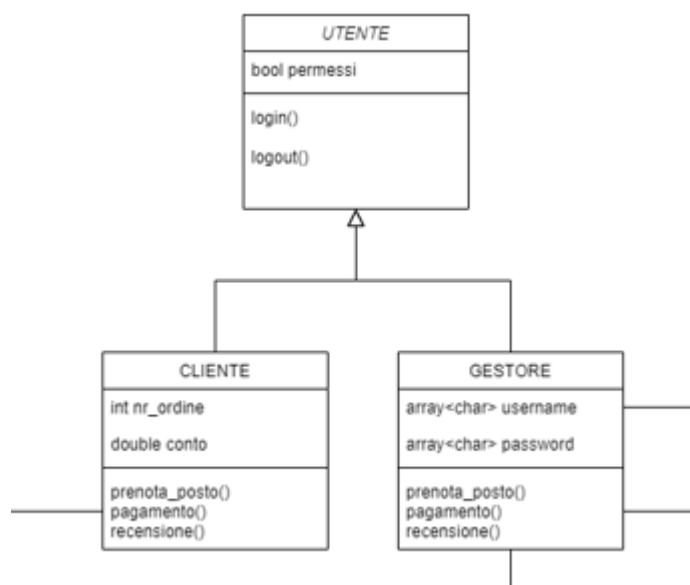 UTENTE
bool permessi
login()
logout()
CLIENTE
int nr_ordine
double conto
prenota_posto()
pagamento()
recensione()
GESTORE
array<char> username
array<char> password
prenota_posto()
pagamento()
recensione()